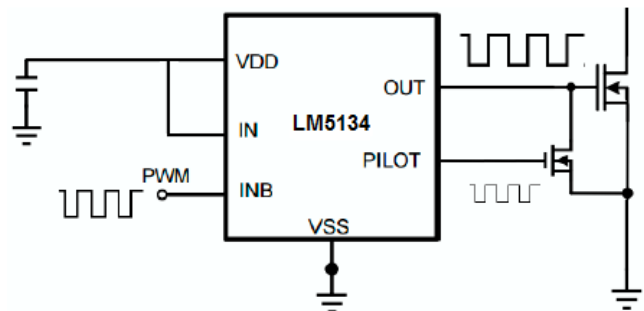 VDD
OUT
LM5134
IN
PILOT
PWM
INB
VSS